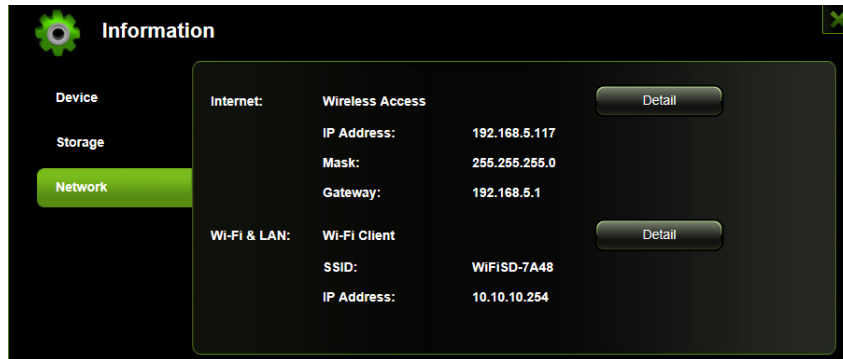 Information
Device
Storage
Network
Internet: Wireless Access Detail
IP Address: 192.168.5.117
Mask: 255.255.255.0
Gateway: 192.168.5.1
Wi-Fi & LAN: Wi-Fi Client Detail
SSID: WiFiSD-7A48
IP Address: 10.10.10.254